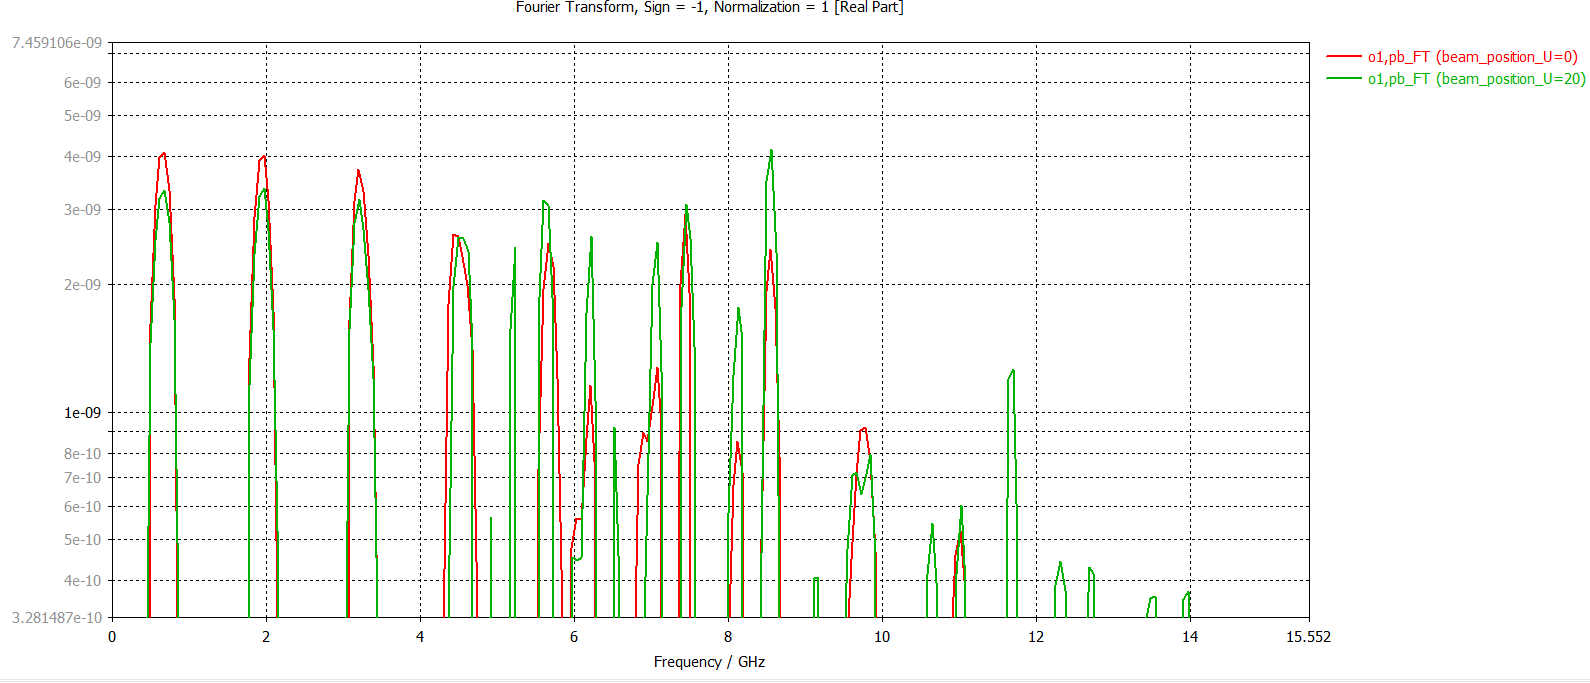 Fourier Transform, Sign = -1, Normalization = 1 [Real Part]
7.459106e-09
6e-09
5e-09
4e-09
3e-09
2e-09
1e-09
8e-10
7e-10
6e-10
5e-10
4e-10
3.281487e-10
0 2 4 6 8 10 12 14 15.552
Frequency / GHz
o1,pb_FT (beam_position_U=0)
o1,pb_FT (beam_position_U=20)